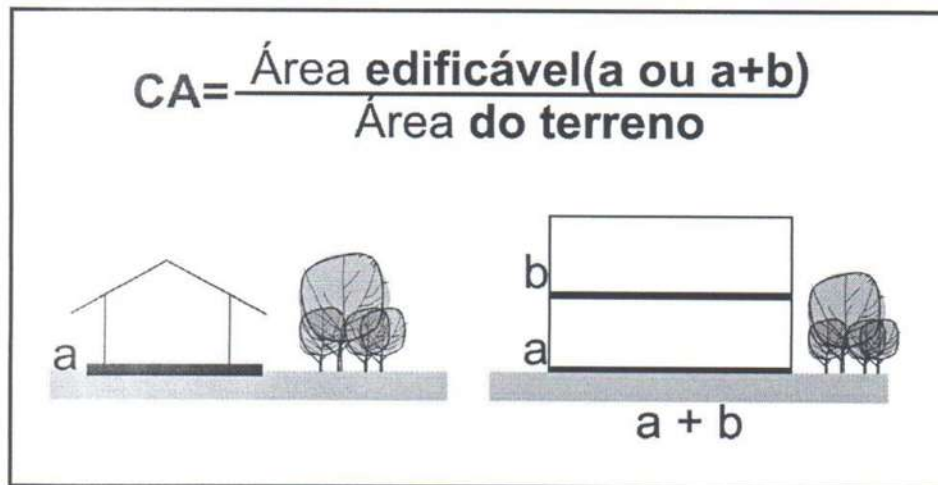 CA= Área edificável(a ou a+b)
Área do terreno
b
a
a
a + b